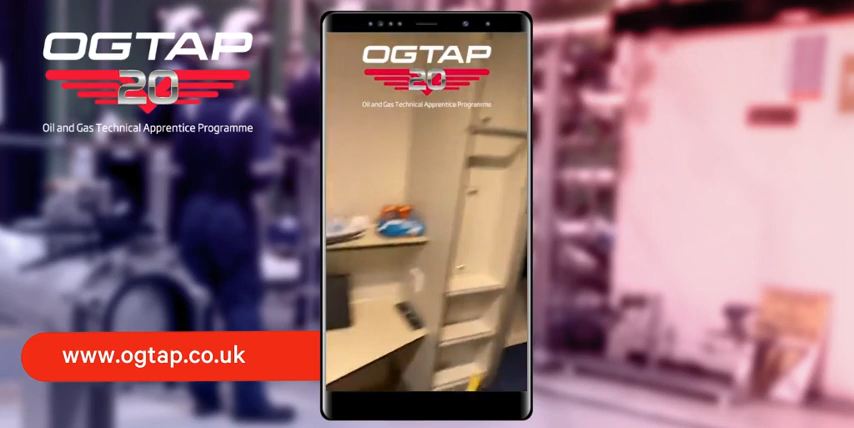 OGTAP
20
Oil and Gas Technical Apprentice Programme
OGTAP
20
Oil and Gas Technical Apprentice Programme
www.ogtap.co.uk